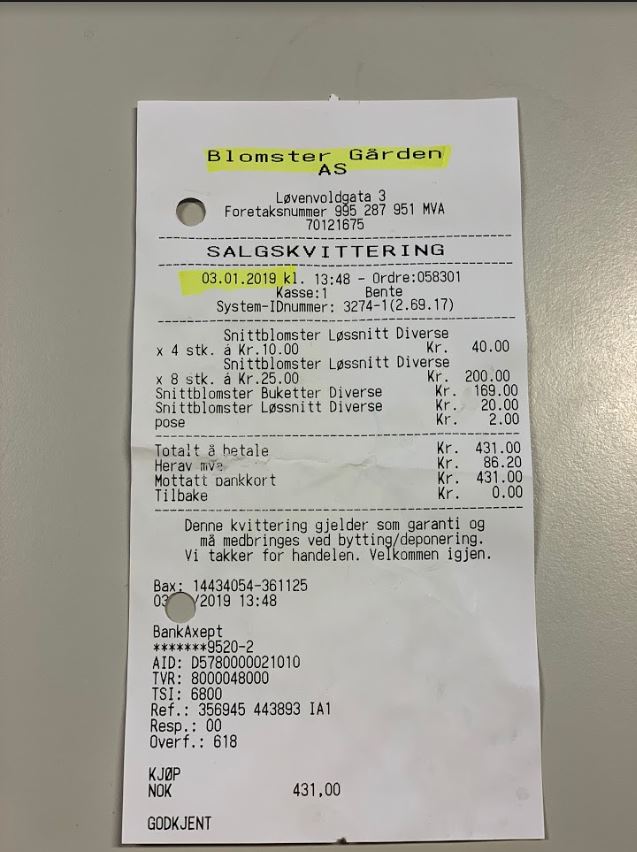 Blomster Gården
AS
Løvenvoldgata 3
Foretaksnummer 995 287 951 MVA
70121675
SALGSKVITTERING
03.01.2019 kl. 13:48 - Ordre:058301
Kasse:1 Bente
System-IDnummer: 3274-1(2.69.17)
Snittblomster Løssnitt Diverse
x 4 stk. á Kr.10.00 Kr. 40.00
Snittblomster Løssnitt Diverse
x 8 stk. á Kr.25.00 Kr. 200.00
Snittblomster Buketter Diverse Kr. 169.00
Snittblomster Løssnitt Diverse Kr. 20.00
pose Kr. 2.00
Totalt å betale Kr. 431.00
Herav mva Kr. 86.20
Mottatt bankkort Kr. 431.00
Tilbake Kr. 0.00
Denne kvittering gjelder som garanti og
må medbringes ved bytting/deponering.
Vi takker for handelen. Velkommen igjen.
Bax: 14434054-361125
03 /2019 13:48
BankAxept
*******9520-2
AID: D5780000021010
TVR: 8000048000
TSI: 6800
Ref.: 356945 443893 IA1
Resp.: 00
Overf.: 618
KJØP
NOK 431,00
GODKJENT